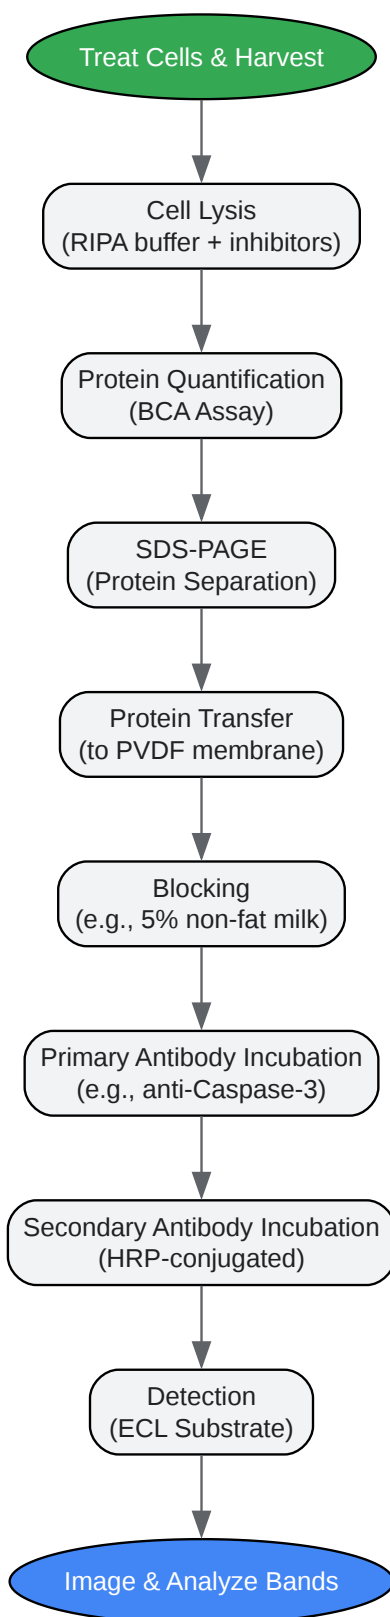 Treat Cells & Harvest
Cell Lysis
(RIPA buffer + inhibitors)
Protein Quantification
(BCA Assay)
SDS-PAGE
(Protein Separation)
Protein Transfer
(to PVDF membrane)
Blocking
(e.g., 5% non-fat milk)
Primary Antibody Incubation
(e.g., anti-Caspase-3)
Secondary Antibody Incubation
(HRP-conjugated)
Detection
(ECL Substrate)
Image & Analyze Bands